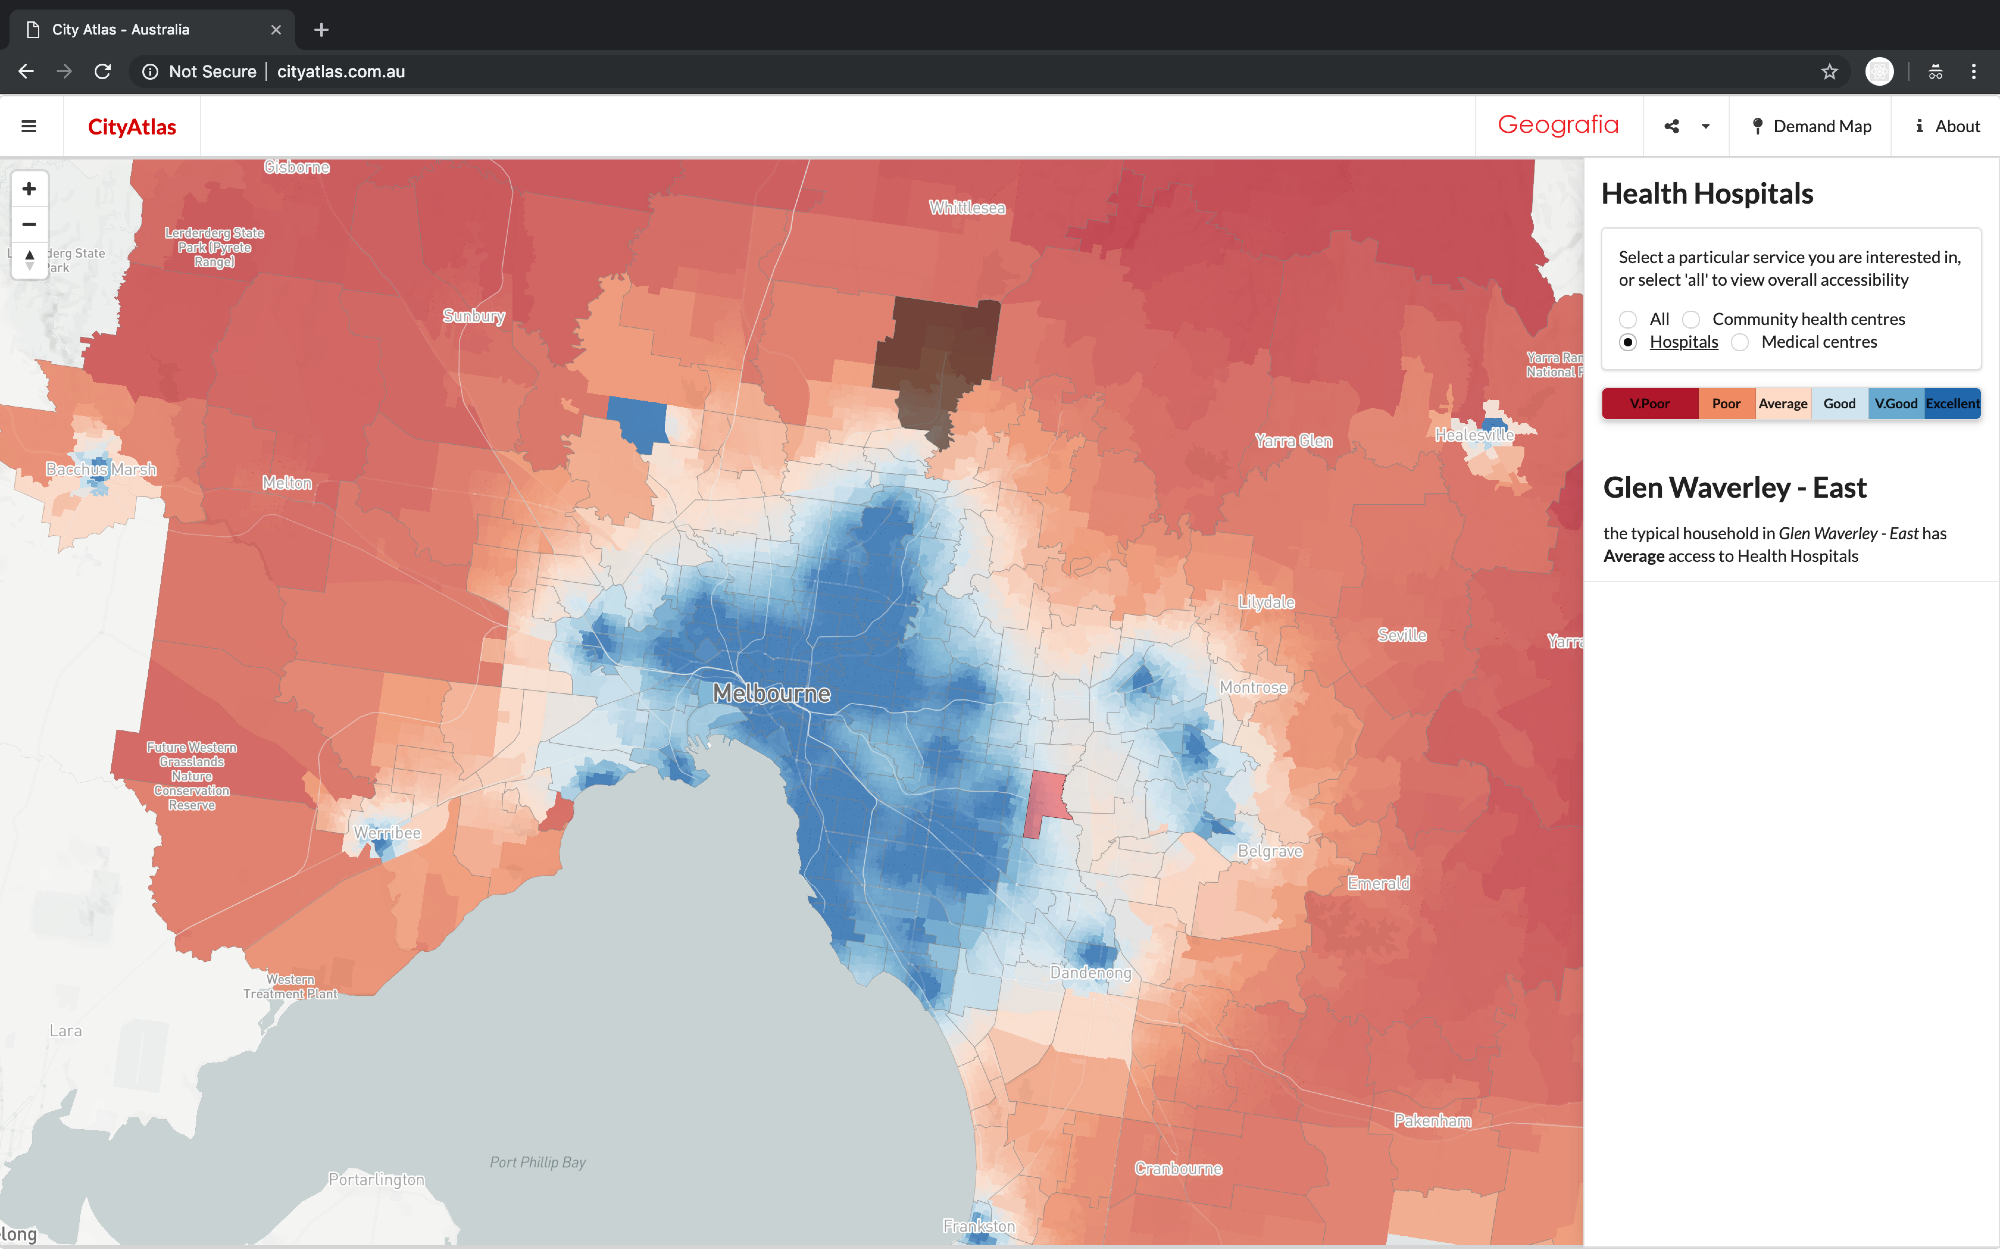 City Atlas - Australia
Not Secure | cityatlas.com.au
CityAtlas
Geografia
Demand Map
About
Gisborne
Whittlesea
Lerderderg State
Park (Pyrete
Range)
derg State
ark
Sunbury
Yarra Ran
National P
Bacchus Marsh
Melton
Yarra Glen
Healesville
Lilydale
Seville
Yarra
Melbourne
Montrose
Future Western
Grasslands
Nature
Conservation
Reserve
Werribee
Belgrave
Emerald
Dandenong
Western
Treatment Plant
Lara
Pakenham
Port Phillip Bay
Cranbourne
Portarlington
Frankston
long
Health Hospitals
Select a particular service you are interested in,
or select 'all' to view overall accessibility
All Community health centres
Hospitals Medical centres
V.Poor Poor Average Good V.Good Excellent
Glen Waverley - East
the typical household in Glen Waverley - East has
Average access to Health Hospitals